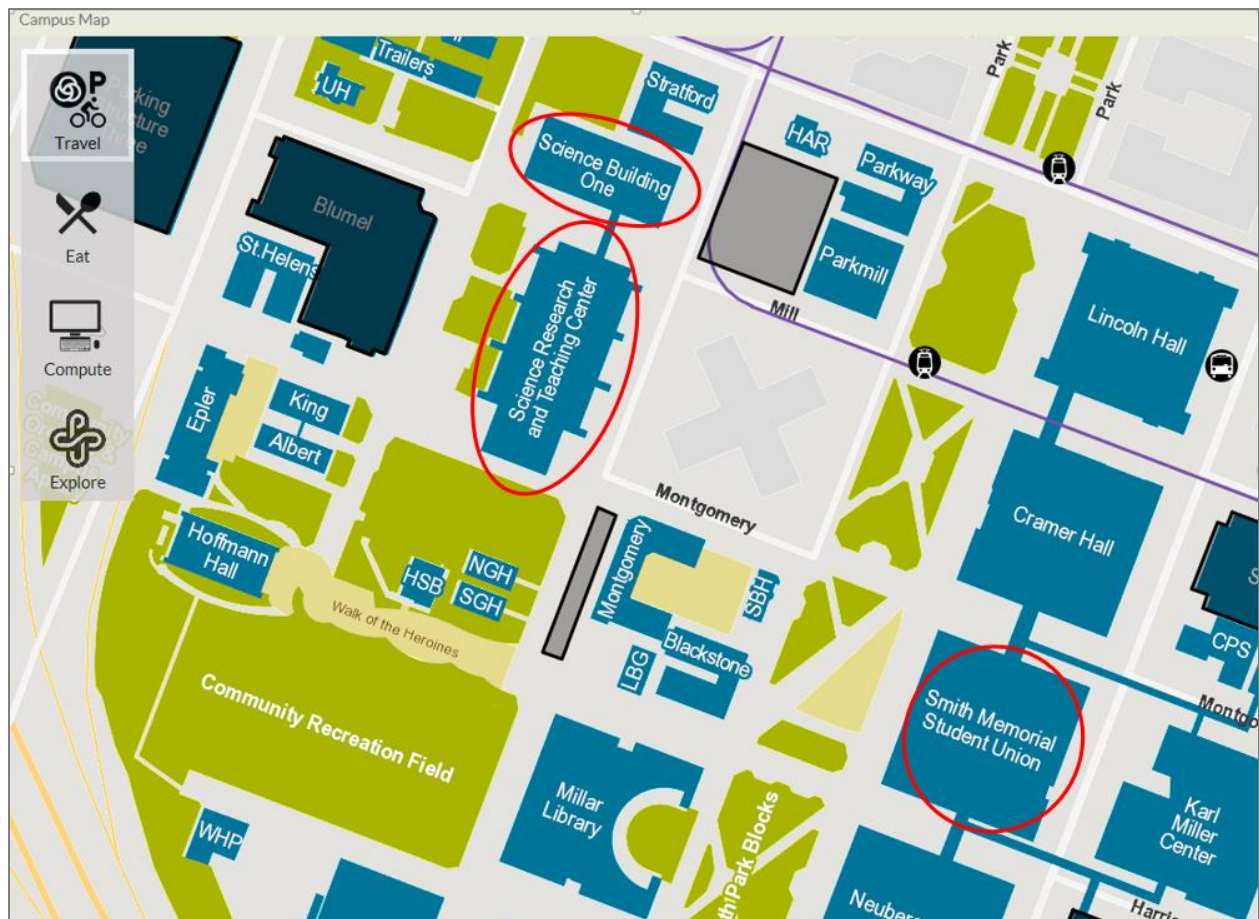 Campus Map
Travel
Eat
Compute
Explore
Parking
Structure
Three
Trailers
UH
Stratford
Science Building
One
HAR
Parkway
Parkmill
Park
Park
Blumel
St.Helens
Science Research
and Teaching Center
Mill
Lincoln Hall
Epler
King
Albert
Montgomery
Cramer Hall
Hoffmann
Hall
HSB
NGH
SGH
Walk of the Heroines
Montgomery
SBH
LBG
Blackstone
CPS
Community Recreation Field
Smith Memorial
Student Union
Millar
Library
Karl
Miller
Center
WHP
Park Blocks